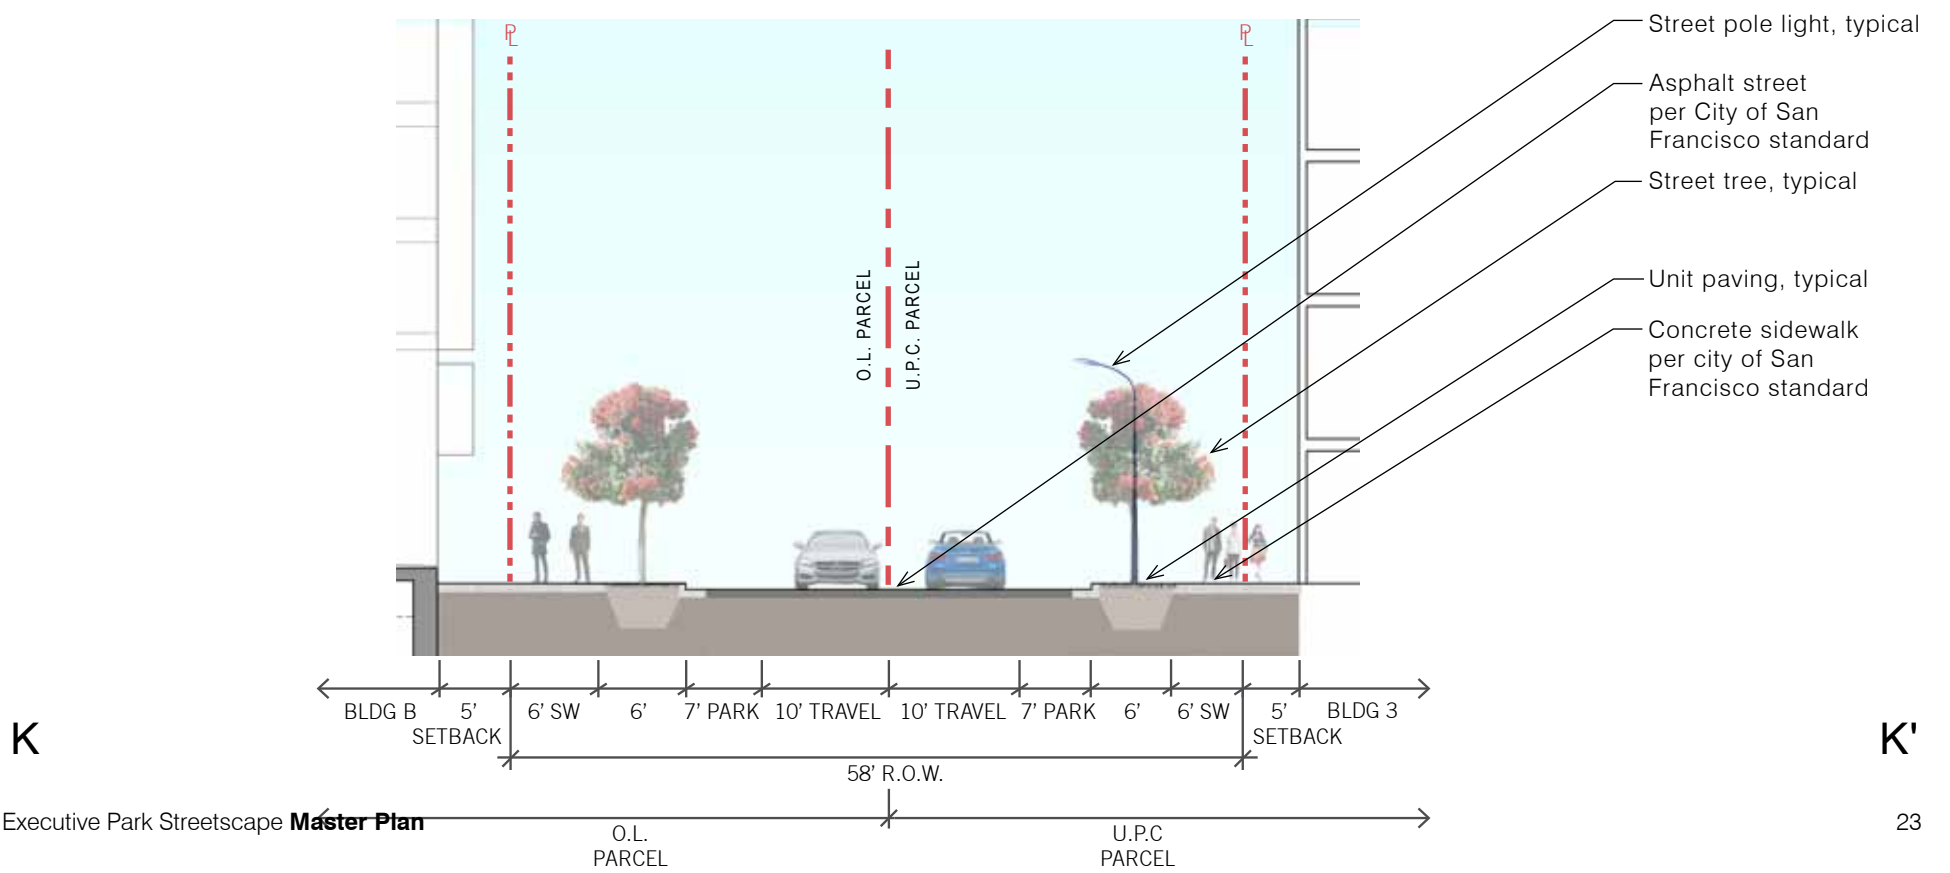 PL
PL
Street pole light, typical
Asphalt street
per City of San
Francisco standard
Street tree, typical
Unit paving, typical
Concrete sidewalk
per city of San
Francisco standard
O.L. PARCEL
U.P.C. PARCEL
BLDG B
5’
SETBACK
6’ SW
6’
7’ PARK
10’ TRAVEL
10’ TRAVEL
7’ PARK
6’
6’ SW
5’
SETBACK
BLDG 3
K
K'
58’ R.O.W.
O.L.
PARCEL
U.P.C
PARCEL
Executive Park Streetscape Master Plan
23